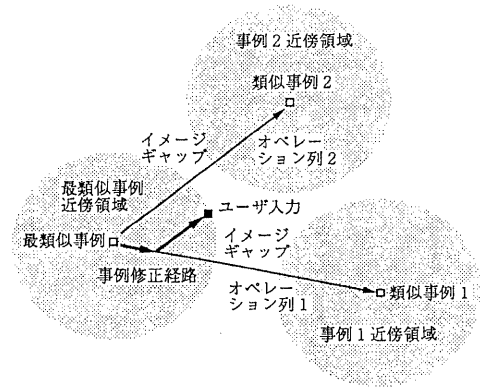 事例2近傍領域
類似事例2
イメージ
ギャップ
オペレー
ション列2
最類似事例
近傍領域
ユーザ入力
最類似事例
イメージ
ギャップ
事例修正経路
オペレー
ション列1
類似事例1
事例1近傍領域